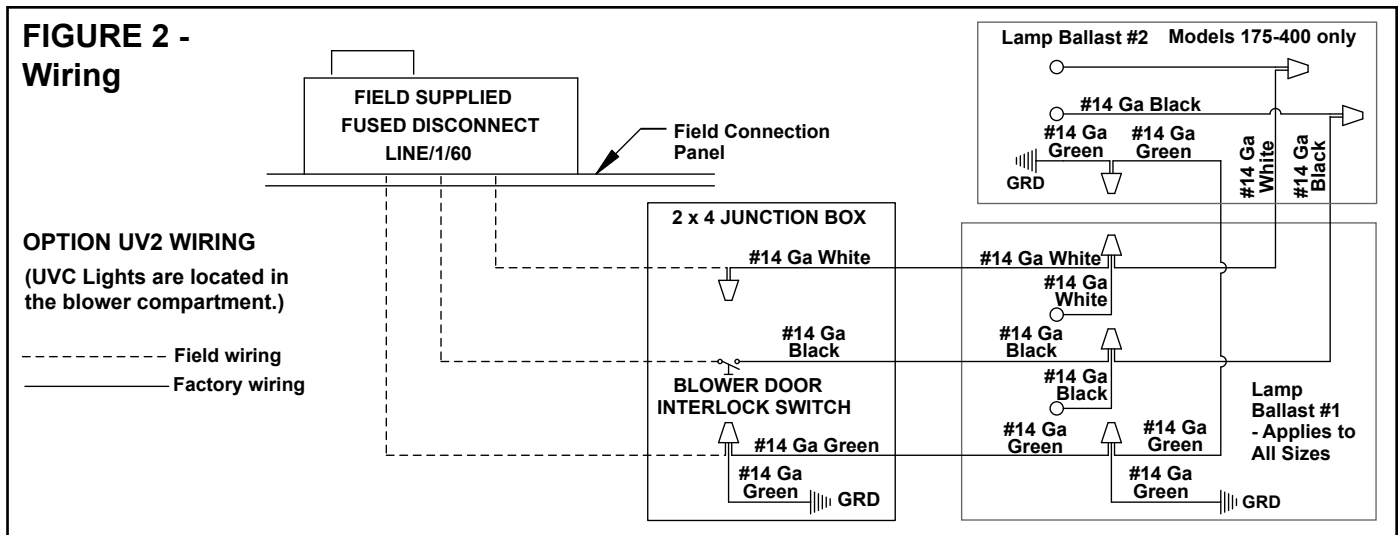 FIGURE 2 -
Wiring
FIELD SUPPLIED
FUSED DISCONNECT
LINE/1/60
Field Connection
Panel
OPTION UV2 WIRING
(UVC Lights are located in
the blower compartment.)
Field wiring
Factory wiring
2 x 4 JUNCTION BOX
#14 Ga White
#14 Ga
Black
BLOWER DOOR
INTERLOCK SWITCH
#14 Ga Green
#14 Ga
Green
GRD
Lamp Ballast #2 Models 175-400 only
#14 Ga Black
#14 Ga
Green
#14 Ga
Green
GRD
#14 Ga
White
#14 Ga
Black
#14 Ga White
#14 Ga
White
#14 Ga
Black
#14 Ga
Black
#14 Ga
Green
#14 Ga
Green
#14 Ga
Green
GRD
Lamp
Ballast #1
- Applies to
All Sizes